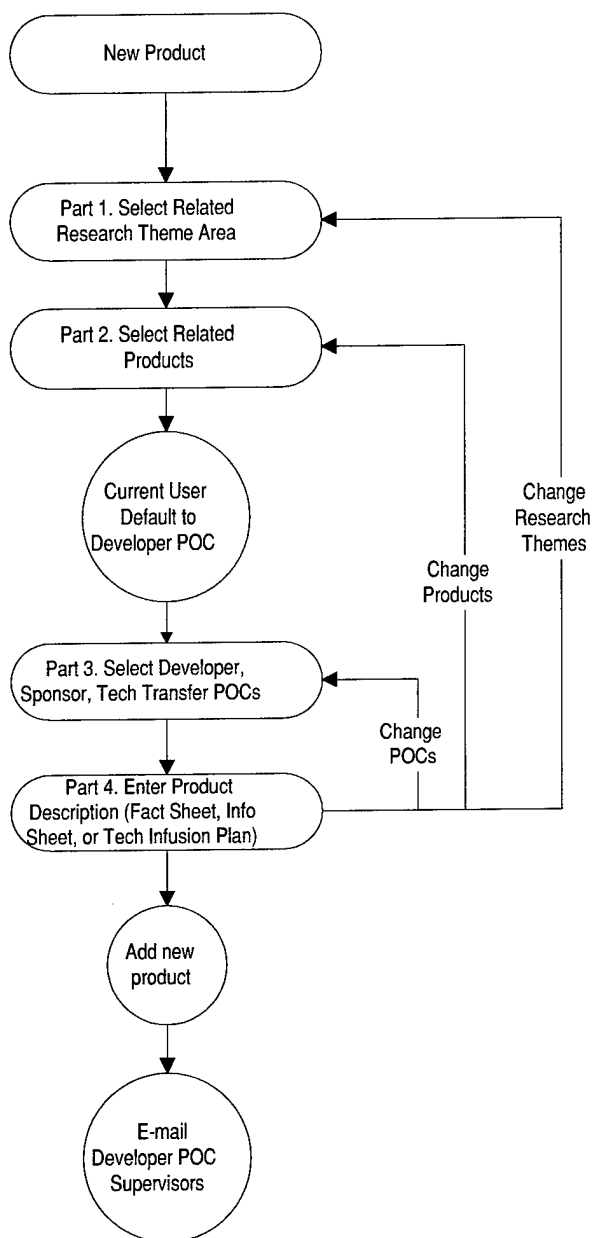 New Product
Part 1. Select Related
Research Theme Area
Part 2. Select Related
Products
Current User
Default to
Developer POC
Change
Research
Themes
Change
Products
Part 3. Select Developer,
Sponsor, Tech Transfer POCs
Change
POCs
Part 4. Enter Product
Description (Fact Sheet, Info
Sheet, or Tech Infusion Plan)
Add new
product
E-mail
Developer POC
Supervisors